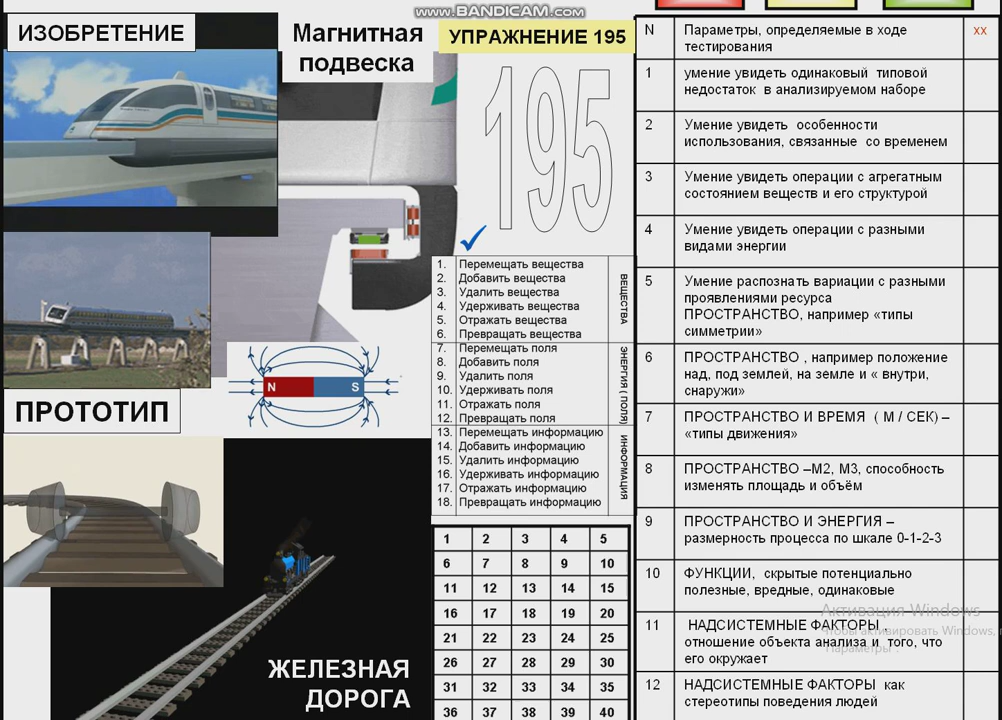 www.BANDICAM.com
ИЗОБРЕТЕНИЕ
Магнитная
подвеска
УПРАЖНЕНИЕ 195
195
N S
ПРОТОТИП
ЖЕЛЕЗНАЯ
ДОРОГА
1. Перемещать вещества
2. Добавить вещества
3. Удалить вещества
4. Удерживать вещества
5. Отражать вещества
6. Превращать вещества
ВЕЩЕСТВА
7. Перемещать поля
8. Добавить поля
9. Удалить поля
10. Удерживать поля
11. Отражать поля
12. Превращать поля
ЭНЕРГИЯ ( ПОЛЯ)
13. Перемещать информацию
14. Добавить информацию
15. Удалить информацию
16. Удерживать информацию
17. Отражать информацию
18. Превращать информацию
ИНФОРМАЦИЯ
1 2 3 4 5
6 7 8 9 10
11 12 13 14 15
16 17 18 19 20
21 22 23 24 25
26 27 28 29 30
31 32 33 34 35
36 37 38 39 40
N Параметры, определяемые в ходе xx
тестирования
1 умение увидеть одинаковый типовой
недостаток в анализируемом наборе
2 Умение увидеть особенности
использования, связанные со временем
3 Умение увидеть операции с агрегатным
состоянием веществ и его структурой
4 Умение увидеть операции с разными
видами энергии
5 Умение распознать вариации с разными
проявлениями ресурса
ПРОСТРАНСТВО, например «типы
симметрии»
6 ПРОСТРАНСТВО , например положение
над, под землей, на земле и « внутри,
снаружи»
7 ПРОСТРАНСТВО И ВРЕМЯ ( М / СЕК) –
«типы движения»
8 ПРОСТРАНСТВО –М2, М3, способность
изменять площадь и объём
9 ПРОСТРАНСТВО И ЭНЕРГИЯ –
размерность процесса по шкале 0-1-2-3
10 ФУНКЦИИ, скрытые потенциально
полезные, вредные, одинаковые
11 НАДСИСТЕМНЫЕ ФАКТОРЫ ,
отношение объекта анализа и того, что
его окружает
12 НАДСИСТЕМНЫЕ ФАКТОРЫ как
стереотипы поведения людей
Активация Windows
Чтобы активировать Windows,
Параметры .